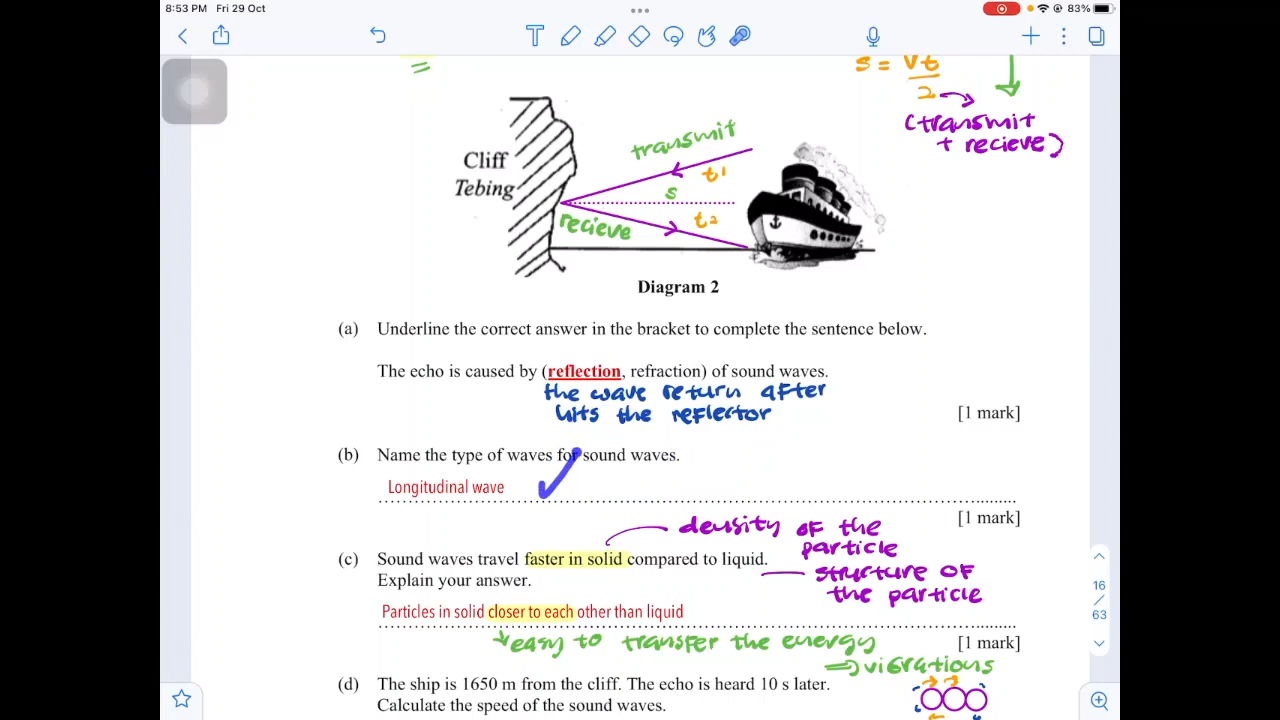 8:53 PM Fri 29 Oct
83%
s = vt
2
(transmit
+ recieve)
transmit
Cliff
t1
Tebing
s
t2
recieve
Diagram 2
(a) Underline the correct answer in the bracket to complete the sentence below.
The echo is caused by (reflection, refraction) of sound waves.
the wave return after
hits the reflector
[1 mark]
(b) Name the type of waves for sound waves.
Longitudinal wave
[1 mark]
density of the
particle
(c) Sound waves travel faster in solid compared to liquid.
structure of
the particle
Explain your answer.
Particles in solid closer to each other than liquid
easy to transfer the energy
[1 mark]
⇒ vibrations
(d) The ship is 1650 m from the cliff. The echo is heard 10 s later.
Calculate the speed of the sound waves.
16
/
63